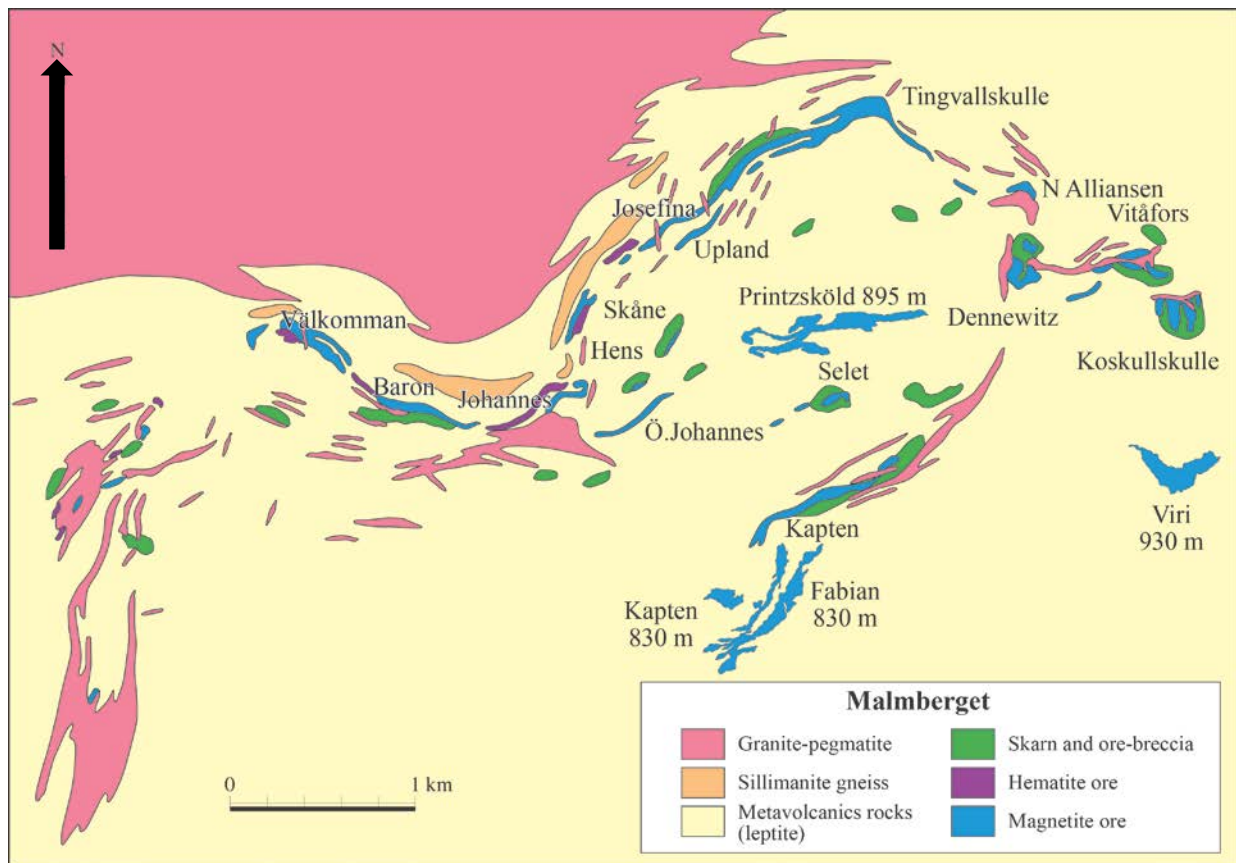 N
Tingvallskulle
N Alliansen
Vitåfors
Josefina
Upland
Printzsköld 895 m
Dennewitz
Koskullskulle
Välkomman
Skåne
Hens
Baron
Johannes
Selet
Ö.Johannes
Kapten
Viri
930 m
Kapten
830 m
Fabian
830 m
0 1 km
Malmberget
Granite-pegmatite
Sillimanite gneiss
Metavolcanics rocks
(leptite)
Skarn and ore-breccia
Hematite ore
Magnetite ore